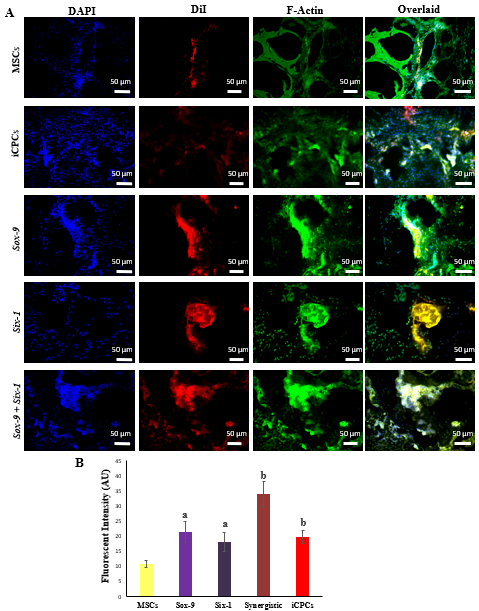 A
DAPI DiI F-Actin Overlaid
MSCs
50 µm 50 µm 50 µm 50 µm
iCPCs
50 µm 50 µm 50 µm 50 µm
Sox-9
50 µm 50 µm 50 µm 50 µm
Six-1
50 µm 50 µm 50 µm 50 µm
Sox-9 + Six-1
50 µm 50 µm 50 µm 50 µm
B
Fluorescent Intensity (AU)
45
40
35
30
25
20
15
10
5
0
a a b b
MSCs Sox-9 Six-1 Synergistic iCPCs